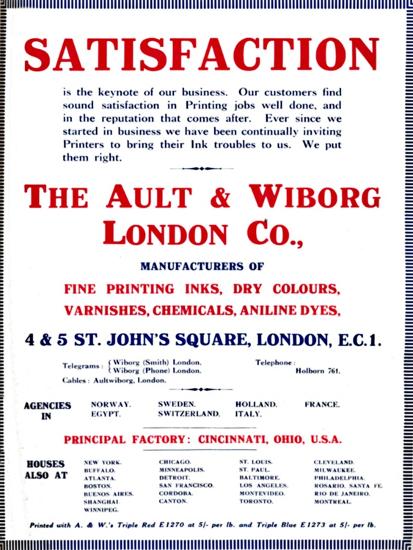 SATISFACTION
is the keynote of our business. Our customers find
sound satisfaction in Printing jobs well done, and
in the reputation that comes after. Ever since we
started in business we have been continually inviting
Printers to bring their Ink troubles to us. We put
them right.
THE AULT & WIBORG
LONDON CO.,
MANUFACTURERS OF
FINE PRINTING INKS, DRY COLOURS,
VARNISHES, CHEMICALS, ANILINE DYES,
4 & 5 ST. JOHN'S SQUARE, LONDON, E.C.1.
Telegrams: {Wiborg (Smith) London. Telephone:
{Wiborg (Phone) London. Holborn 761.
Cables: Aultwiborg, London.
AGENCIES IN
NORWAY. SWEDEN. HOLLAND. FRANCE.
EGYPT. SWITZERLAND. ITALY.
PRINCIPAL FACTORY: CINCINNATI, OHIO, U.S.A.
HOUSES ALSO AT
NEW YORK. CHICAGO. ST. LOUIS. CLEVELAND.
BUFFALO. MINNEAPOLIS. ST. PAUL. MILWAUKEE.
ATLANTA. DETROIT. BALTIMORE. PHILADELPHIA.
BOSTON. SAN FRANCISCO. LOS ANGELES. ROSARIO, SANTA FE.
BUENOS AIRES. CORDOBA. MONTEVIDEO. RIO DE JANEIRO.
SHANGHAI. CANTON. TORONTO. MONTREAL.
WINNIPEG.
Printed with A. & W.'s Triple Red E1270 at 5/- per lb. and Triple Blue E1273 at 5/- per lb.